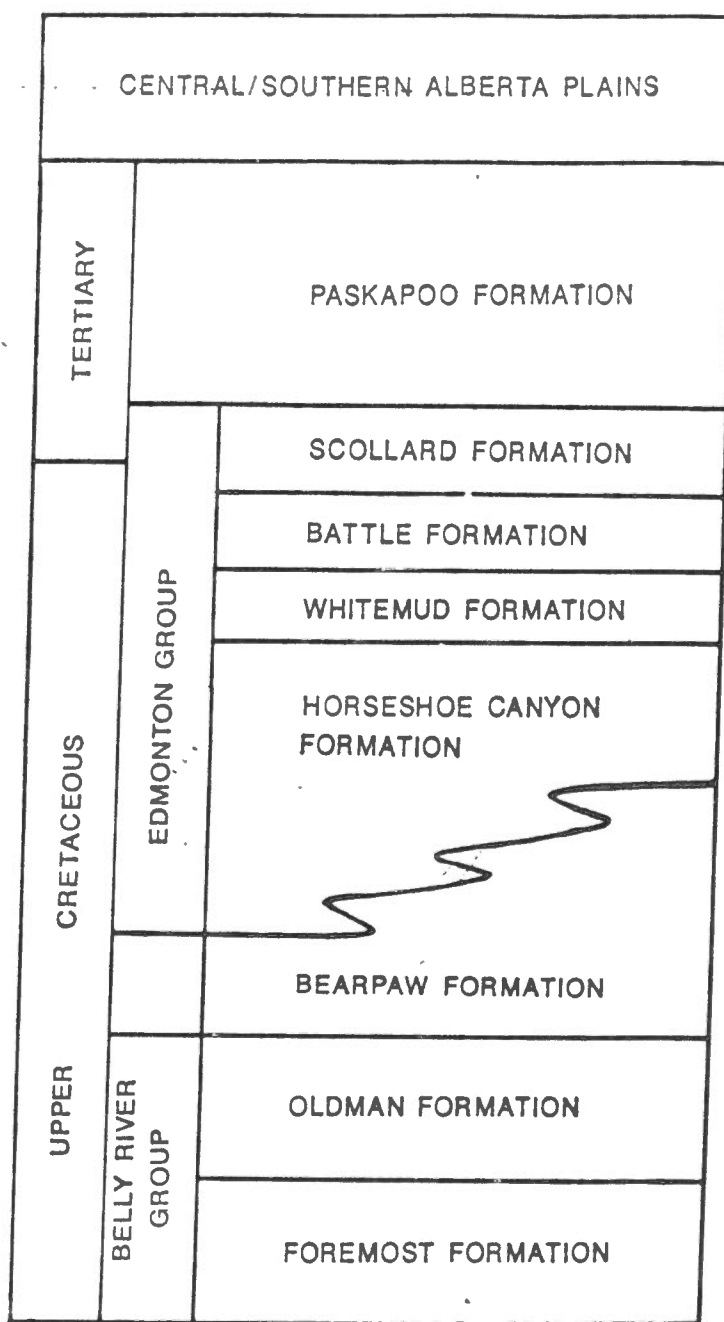 CENTRAL/SOUTHERN ALBERTA PLAINS
TERTIARY
PASKAPOO FORMATION
SCOLLARD FORMATION
BATTLE FORMATION
WHITEMUD FORMATION
EDMONTON GROUP
HORSESHOE CANYON
FORMATION
UPPER CRETACEOUS
BEARPAW FORMATION
BELLY RIVER
GROUP
OLDMAN FORMATION
FOREMOST FORMATION